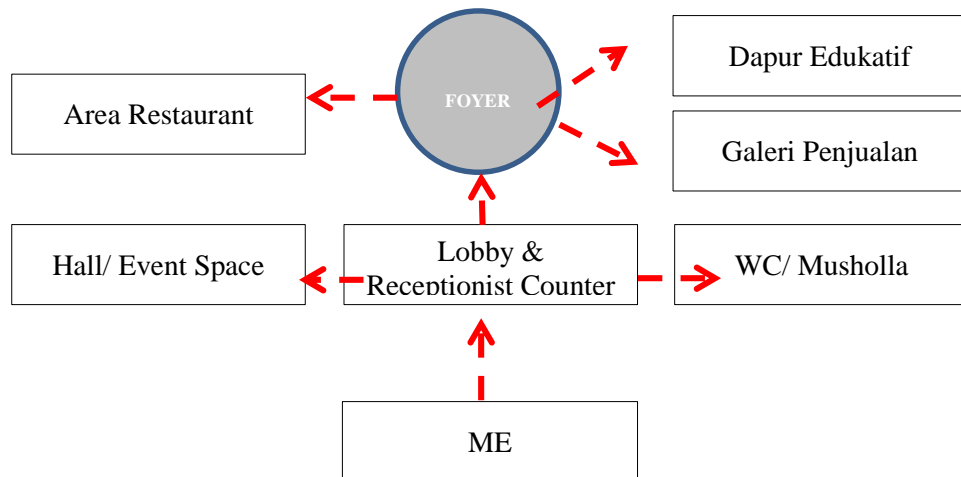 Dapur Edukatif
FOYER
Area Restaurant
Galeri Penjualan
Hall/ Event Space
Lobby &
Receptionist Counter
WC/ Musholla
ME